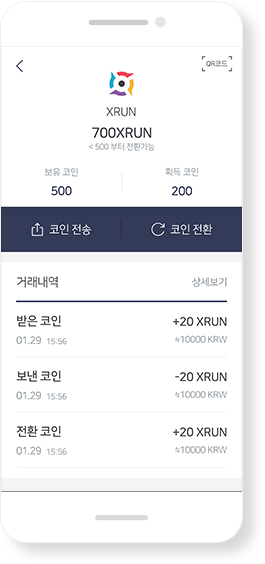 QR코드
XRUN
700XRUN
< 500 부터 전환가능
보유 코인 획득 코인
500 200
코인 전송 코인 전환
거래내역 상세보기
받은 코인 +20 XRUN
01.29 15:56 ⇋10000 KRW
보낸 코인 -20 XRUN
01.29 15:56 ⇋10000 KRW
전환 코인 +20 XRUN
01.29 15:56 ⇋10000 KRW